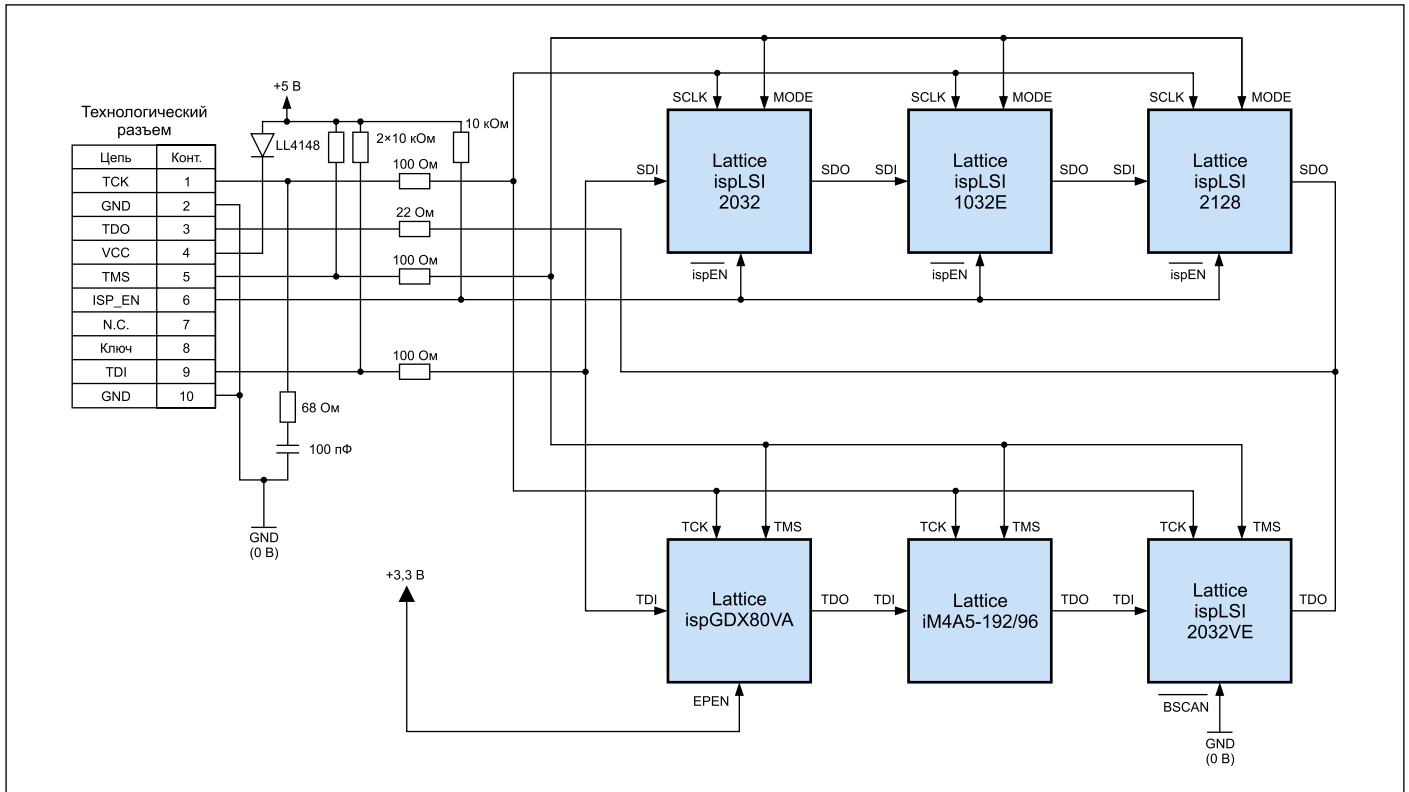 Технологический
разъем
Цепь Конт.
TCK 1
GND 2
TDO 3
VCC 4
TMS 5
ISP_EN 6
N.C. 7
Ключ 8
TDI 9
GND 10
+5 В
LL4148
2×10 кОм
10 кОм
100 Ом
22 Ом
100 Ом
100 Ом
68 Ом
100 пФ
GND
(0 В)
SCLK MODE
SDI
Lattice
ispLSI
2032
SDO
ispEN
SCLK MODE
SDI
Lattice
ispLSI
1032E
SDO
ispEN
SCLK MODE
SDI
Lattice
ispLSI
2128
SDO
ispEN
+3,3 В
TCK TMS
TDI
Lattice
ispGDX80VA
TDO
EPEN
TCK TMS
TDI
Lattice
iM4A5-192/96
TDO
TCK TMS
TDI
Lattice
ispLSI
2032VE
TDO
BSCAN
GND
(0 В)